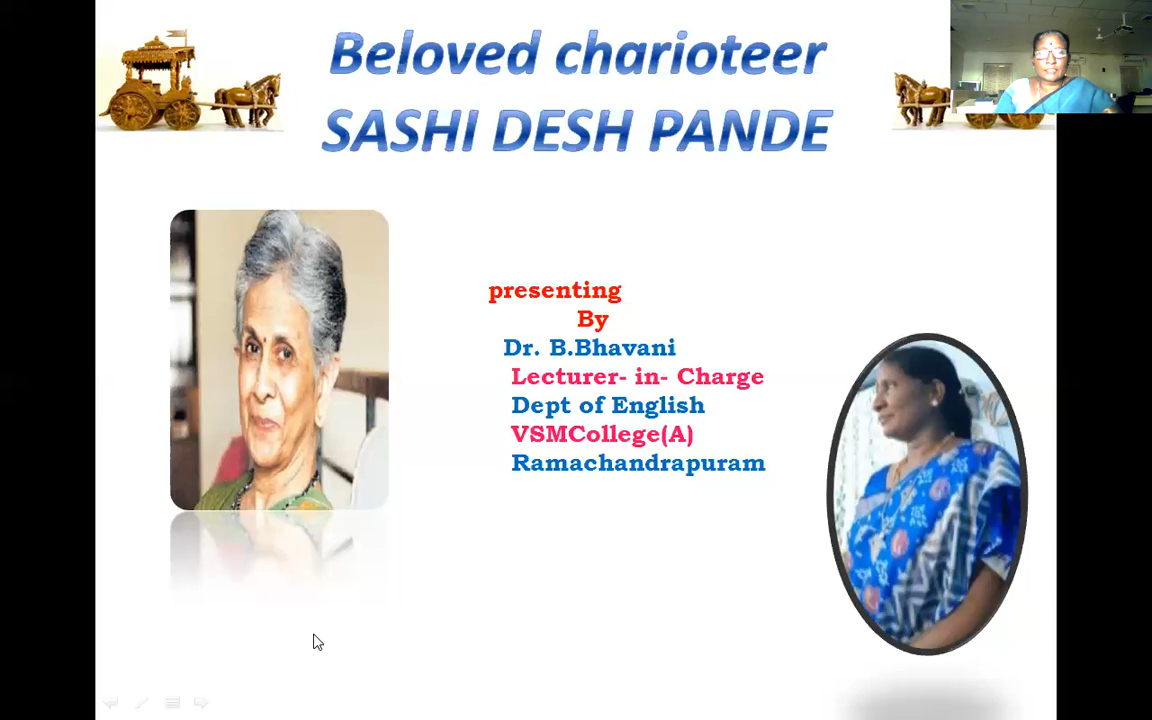 Beloved charioteer
SASHI DESH PANDE
presenting
By
Dr. B.Bhavani
Lecturer- in- Charge
Dept of English
VSMCollege(A)
Ramachandrapuram